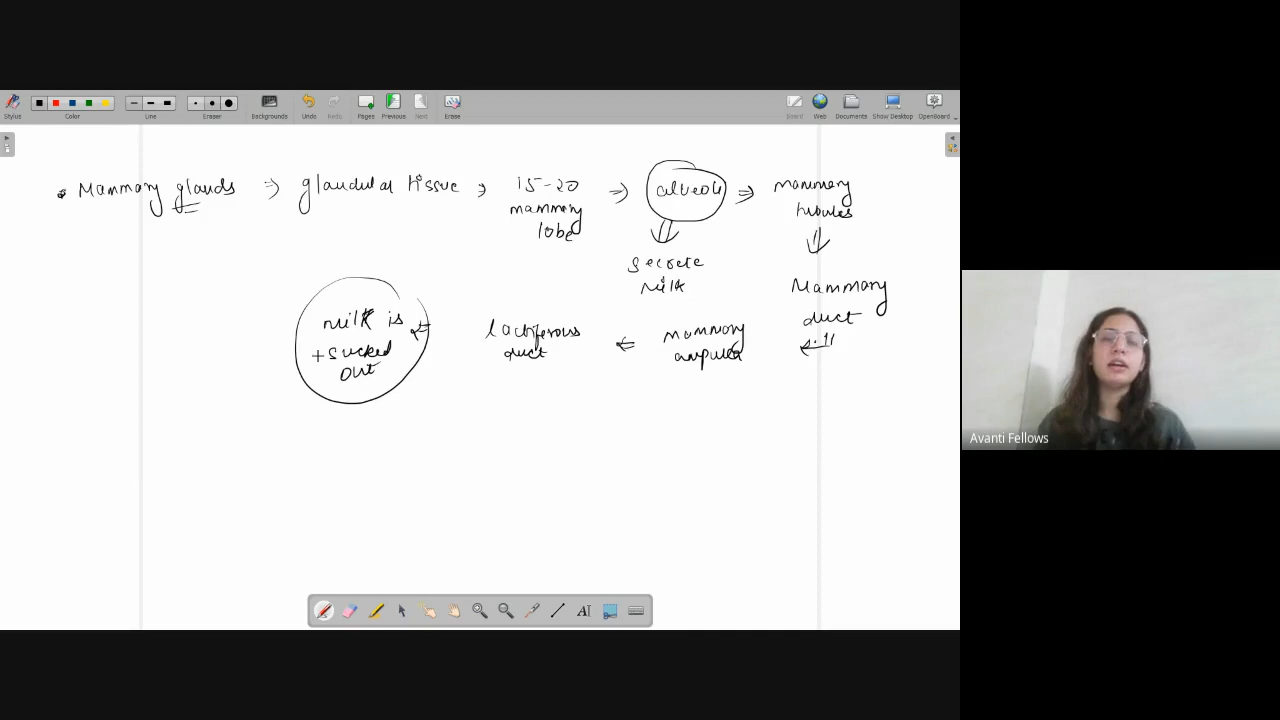 Stylus Color Line Eraser Backgrounds Undo Redo Pages Previous Next Erase board Web Documents Show Desktop OpenBoard
Mammary glands ⇒ glandular tissue ⇒ 15-20 ⇒ alveoli ⇒ mammary
mammary tubules
lobe
secrete
milk
Mammary
duct
milk is ← lactiferous ← mammary ←
sucked duct ampulla
out
Avanti Fellows